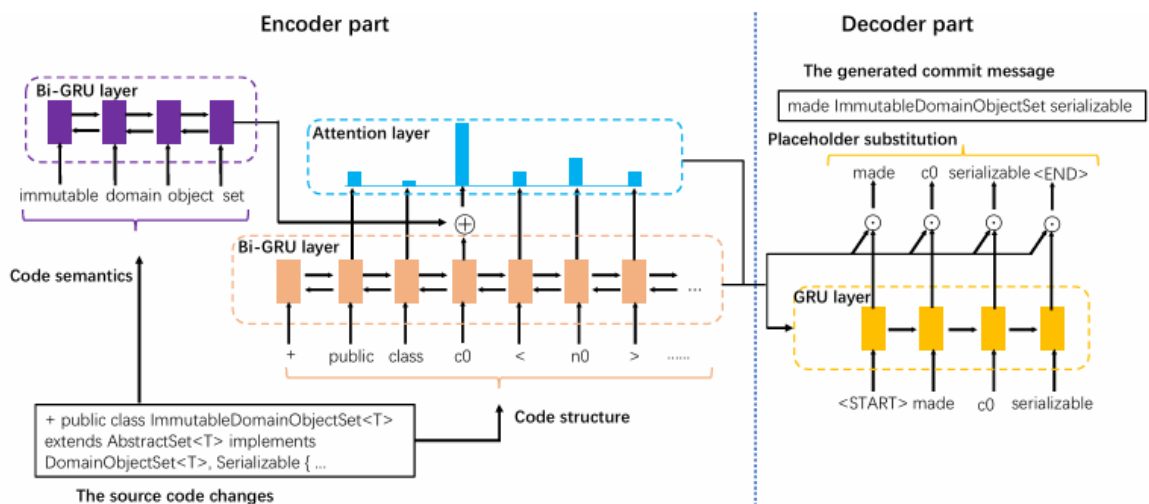 Encoder part
Decoder part
Bi-GRU layer
immutable domain object set
Code semantics
Attention layer
Bi-GRU layer
...
+ public class c0 < n0 > ......
Code structure
+ public class ImmutableDomainObjectSet<T>
extends AbstractSet<T> implements
DomainObjectSet<T>, Serializable { ...
The source code changes
The generated commit message
made ImmutableDomainObjectSet serializable
Placeholder substitution
made c0 serializable <END>
GRU layer
<START> made c0 serializable